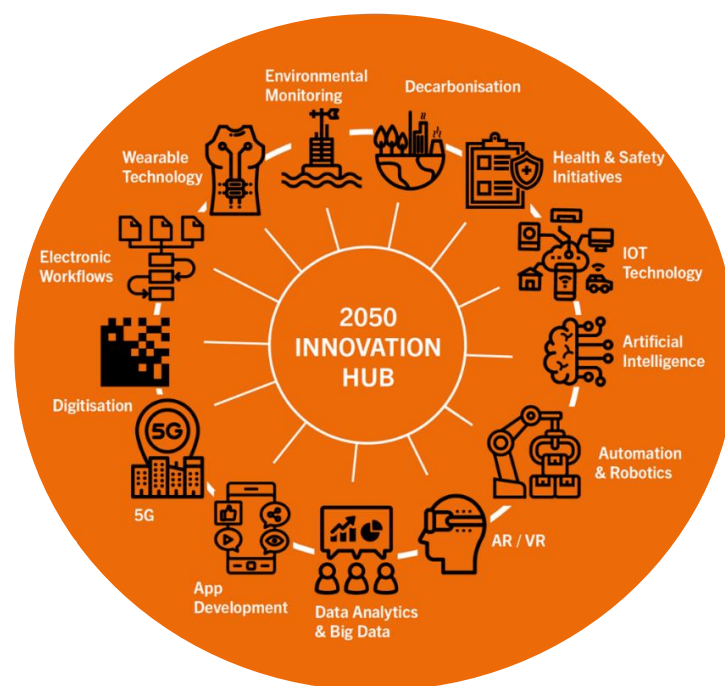 Environmental
Monitoring
Decarbonisation
Wearable
Technology
Health & Safety
Initiatives
Electronic
Workflows
IOT
Technology
2050
INNOVATION
HUB
Artificial
Intelligence
Digitisation
5G
Automation
& Robotics
5G
AR / VR
App
Development
Data Analytics
& Big Data